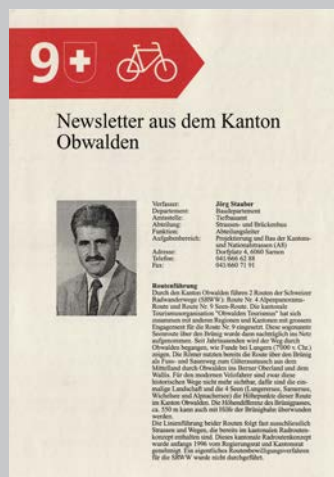 9
Newsletter aus dem Kanton
Obwalden
Verfasser: Jörg Stauber
Departement: Baudepartement
Amtsstelle: Tiefbauamt
Abteilung: Strassen- und Brückenbau
Funktion: Abteilungsleiter
Aufgabenbereich: Projektierung und Bau der Kantons-
und Nationalstrassen (A8)
Adresse: Dorfplatz 4, 6060 Sarnen
Telefon: 041/666 62 88
Fax: 041/660 71 91
Routenführung
Durch den Kanton Obwalden führen 2 Routen der Schweizer
Radwanderwege (SRW): Route Nr. 4 Alpenpanorama-
Route und Route Nr. 9 Seen-Route. Die kantonale
Tourismusorganisation "Obwalden Tourismus" hat sich
zusammen mit anderen Regionen und Kantonen mit grossem
Engagement für die Route Nr. 9 eingesetzt. Diese sogenannte
Seenroute über den Brünig wurde dann nachträglich ins Netz
aufgenommen. Seit Jahrtausenden wird der Weg durch
Obwalden begangen, wie Funde bei Lungern (7000 v. Chr.)
zeigen. Die Römer nutzten bereits die Route über den Brünig
als Fuss- und Saumweg zum Güteraustausch aus dem
Mittelland durch Obwalden ins Berner Oberland und dem
Wallis. Für den modernen Velofahrer sind zwar diese
historischen Wege nicht mehr sichtbar, dafür sind die ein-
malige Landschaft und die 4 Seen (Lungerersee, Sarnersee,
Wichelsee und Alpnachersee) die Höhepunkte dieser Route
im Kanton Obwalden. Die Höhendifferenz des Brünigpasses,
ca. 550 m kann auch mit Hilfe der Brünigbahn überwunden
werden.
Die Linienführung beider Routen folgt fast ausschliesslich
Strassen und Wegen, die bereits im kantonalen Radrouten-
konzept enthalten sind. Dieses kantonale Radroutenkonzept
wurde anfangs 1996 vom Regierungsrat und Kantonsrat
genehmigt. Ein eigentliches Routenbewilligungsverfahren
für die SRW wurde nicht durchgeführt.